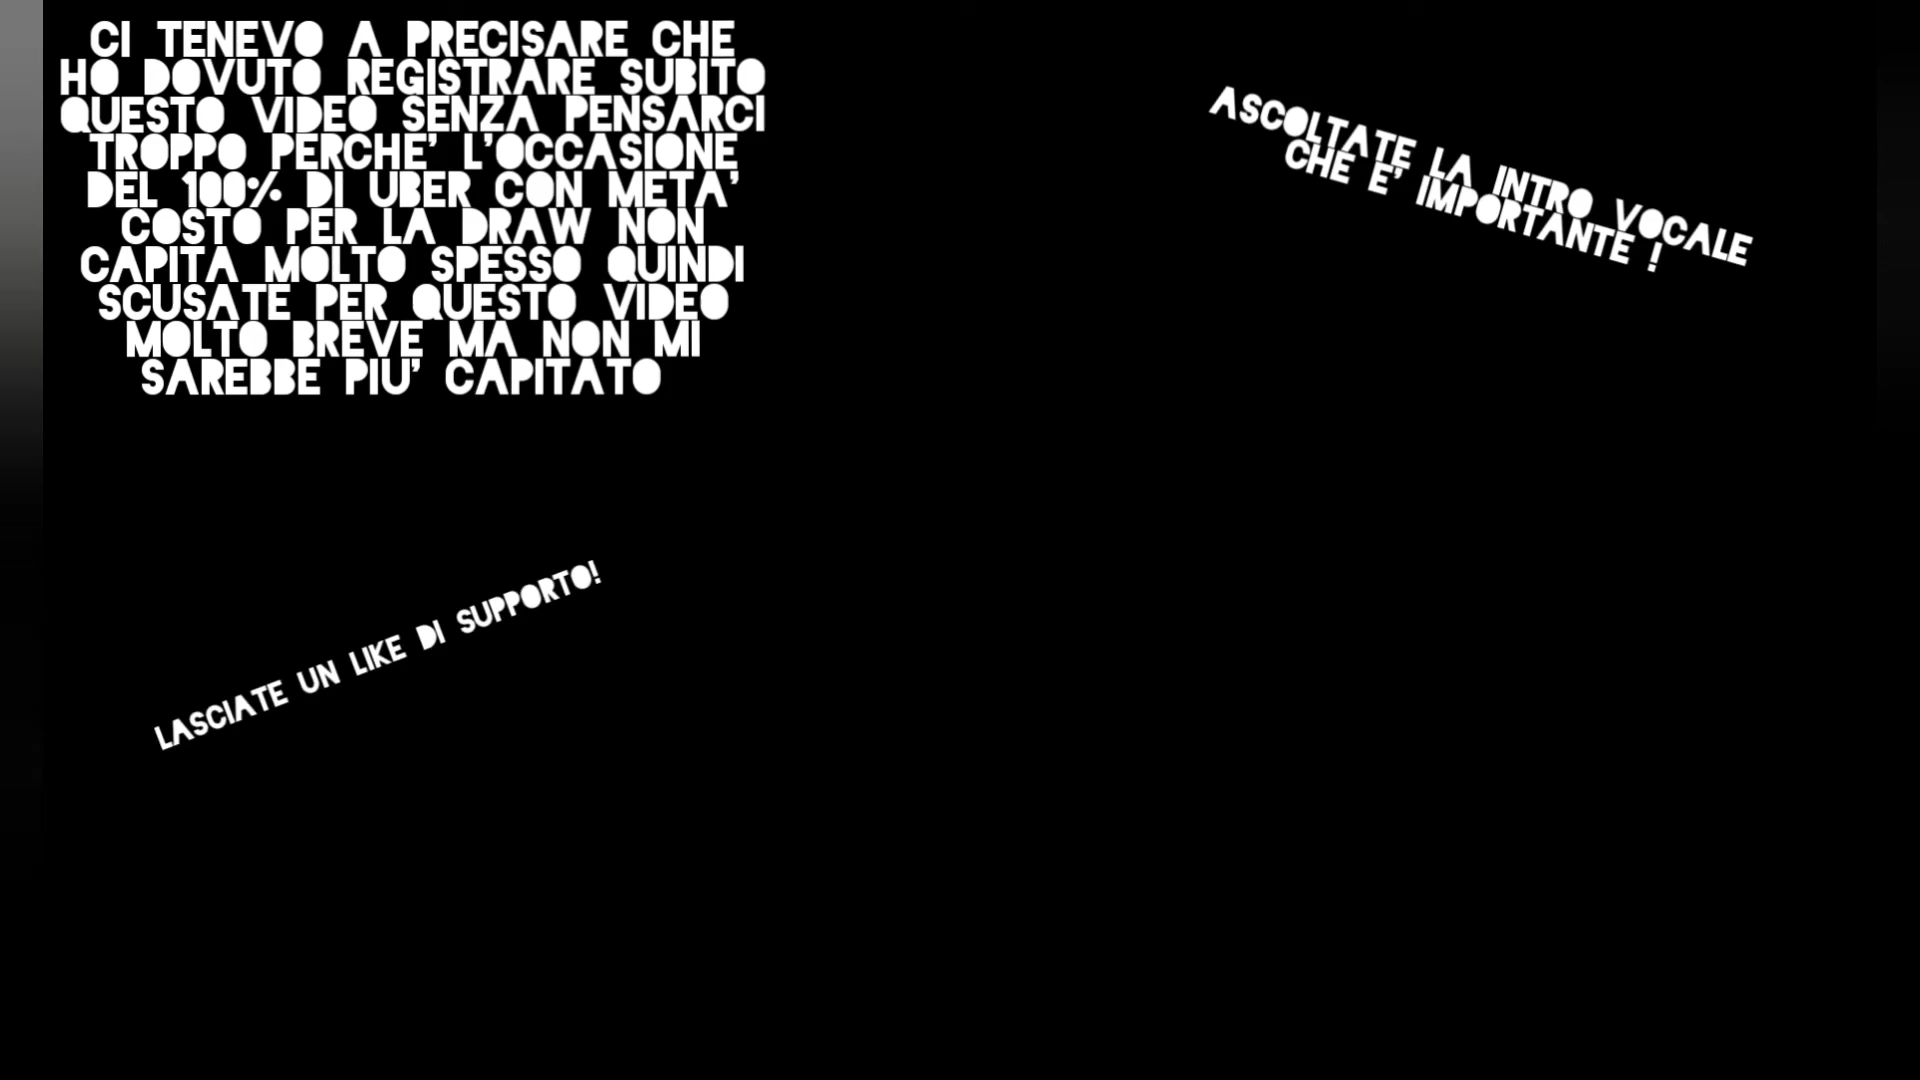 CI TENEVO A PRECISARE CHE
HO DOVUTO REGISTRARE SUBITO
QUESTO VIDEO SENZA PENSARCI
TROPPO PERCHE' L'OCCASIONE
DEL 100% DI UBER CON META'
COSTO PER LA DRAW NON
CAPITA MOLTO SPESSO QUINDI
SCUSATE PER QUESTO VIDEO
MOLTO BREVE MA NON MI
SAREBBE PIU' CAPITATO
ASCOLTATE LA INTRO VOCALE
CHE E' IMPORTANTE !
LASCIATE UN LIKE DI SUPPORTO!